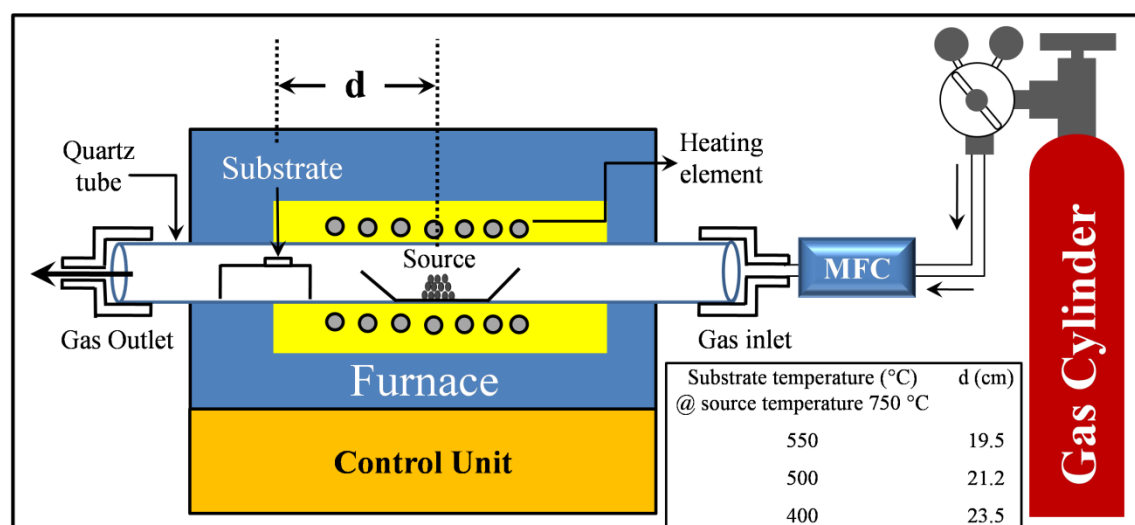 d
Quartz
tube
Substrate
Heating
element
Source
MFC
Gas Outlet
Gas inlet
Furnace
Control Unit
Gas Cylinder
Substrate temperature (°C) d (cm)
@ source temperature 750 °C
550 19.5
500 21.2
400 23.5